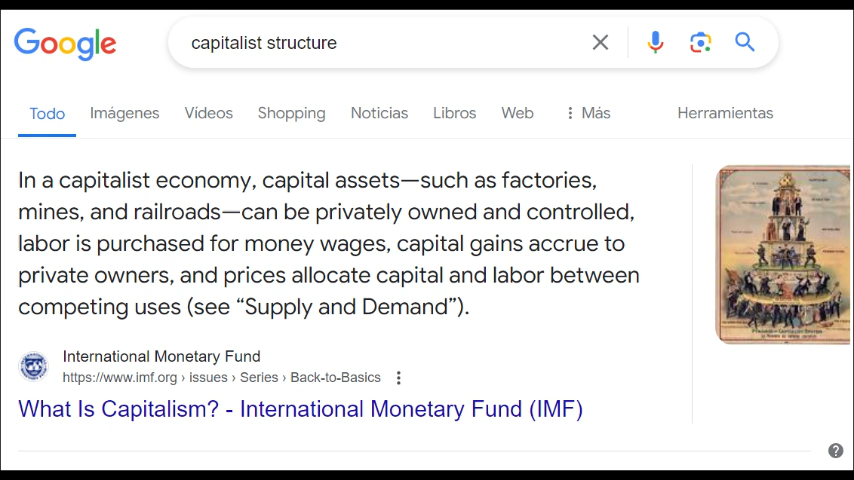 Google
capitalist structure
Todo Imágenes Vídeos Shopping Noticias Libros Web Más Herramientas
In a capitalist economy, capital assets—such as factories,
mines, and railroads—can be privately owned and controlled,
labor is purchased for money wages, capital gains accrue to
private owners, and prices allocate capital and labor between
competing uses (see “Supply and Demand”).
International Monetary Fund
https://www.imf.org › issues › Series › Back-to-Basics
What Is Capitalism? - International Monetary Fund (IMF)